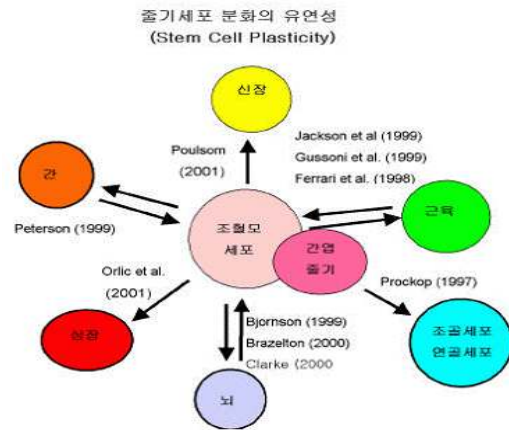 줄기세포 분화의 유연성
(Stem Cell Plasticity)
신장
Jackson et al (1999)
Gussoni et al. (1999)
Ferrari et al. (1998)
Poulsom
(2001)
간
근육
Peterson (1999)
조혈모
세포
간엽
줄기
Orlic et al.
(2001)
Prockop (1997)
심장
조골세포
연골세포
Bjornson (1999)
Brazelton (2000)
Clarke (2000
뇌